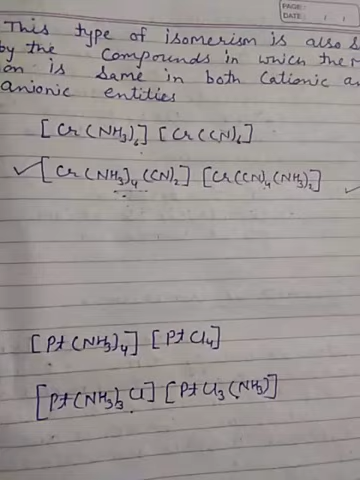 PAGE:
DATE: / /
This type of isomerism is also s
by the Compounds in which the m
on is same in both Cationic a
anionic entities
[Cr(NH3)6] [Cr(CN)6]
✓[Cr(NH3)4(CN)2] [Cr(CN)4(NH3)2] ✓
[Pt(NH3)4] [PtCl4]
[Pt(NH3)3Cl] [PtCl3(NH3)]